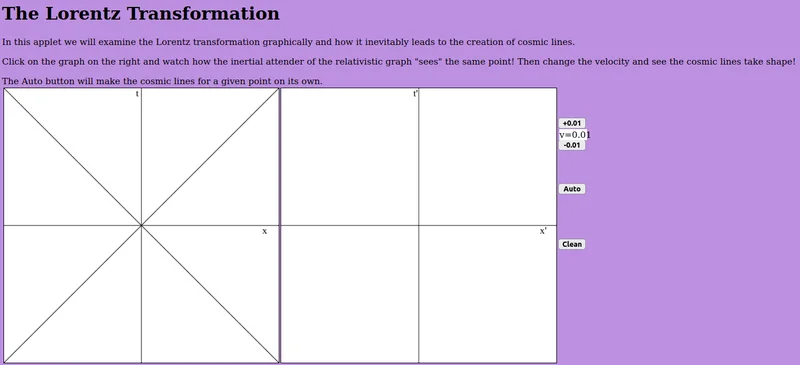 The Lorentz Transformation
In this applet we will examine the Lorentz transformation graphically and how it inevitably leads to the creation of cosmic lines.
Click on the graph on the right and watch how the inertial attender of the relativistic graph "sees" the same point! Then change the velocity and see the cosmic lines take shape!
The Auto button will make the cosmic lines for a given point on its own.
t
t'
+0.01
v=0.01
-0.01
Auto
x
x'
Clean